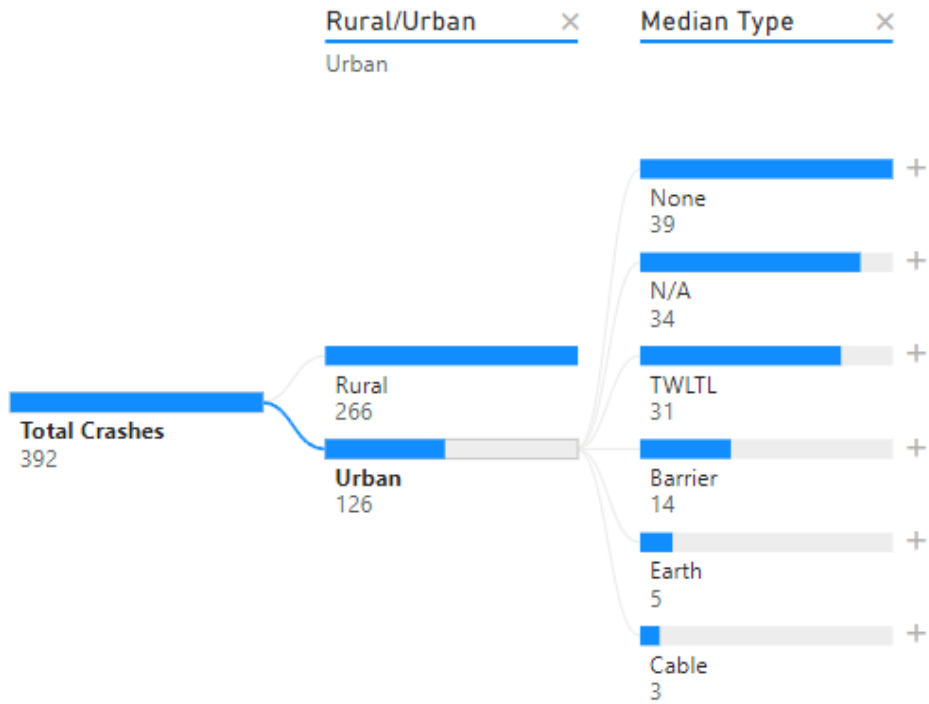 Rural/Urban ×
Urban
Median Type ×
Total Crashes
392
Rural
266
Urban
126
None
39
N/A
34
TWLTL
31
Barrier
14
Earth
5
Cable
3
+
+
+
+
+
+